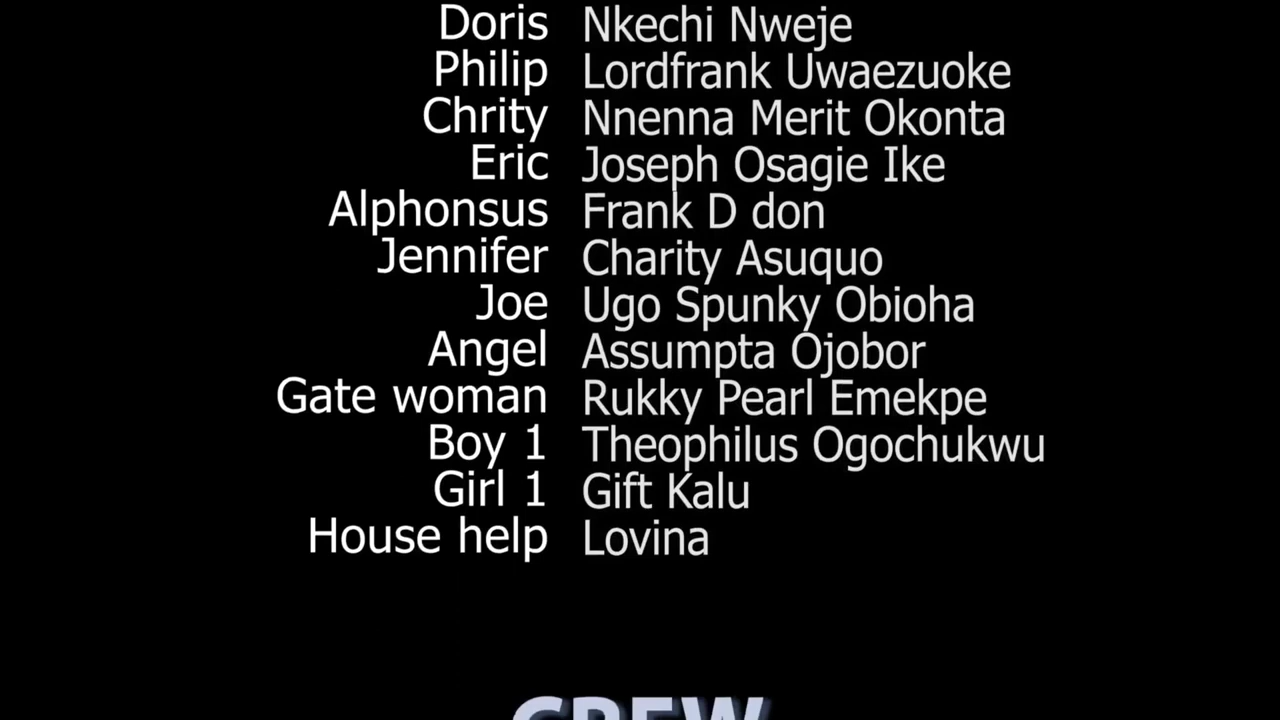 Doris Nkechi Nweje
Philip Lordfrank Uwaezuoke
Chrity Nnenna Merit Okonta
Eric Joseph Osagie Ike
Alphonsus Frank D don
Jennifer Charity Asuquo
Joe Ugo Spunky Obioha
Angel Assumpta Ojobor
Gate woman Rukky Pearl Emekpe
Boy 1 Theophilus Ogochukwu
Girl 1 Gift Kalu
House help Lovina
CREW